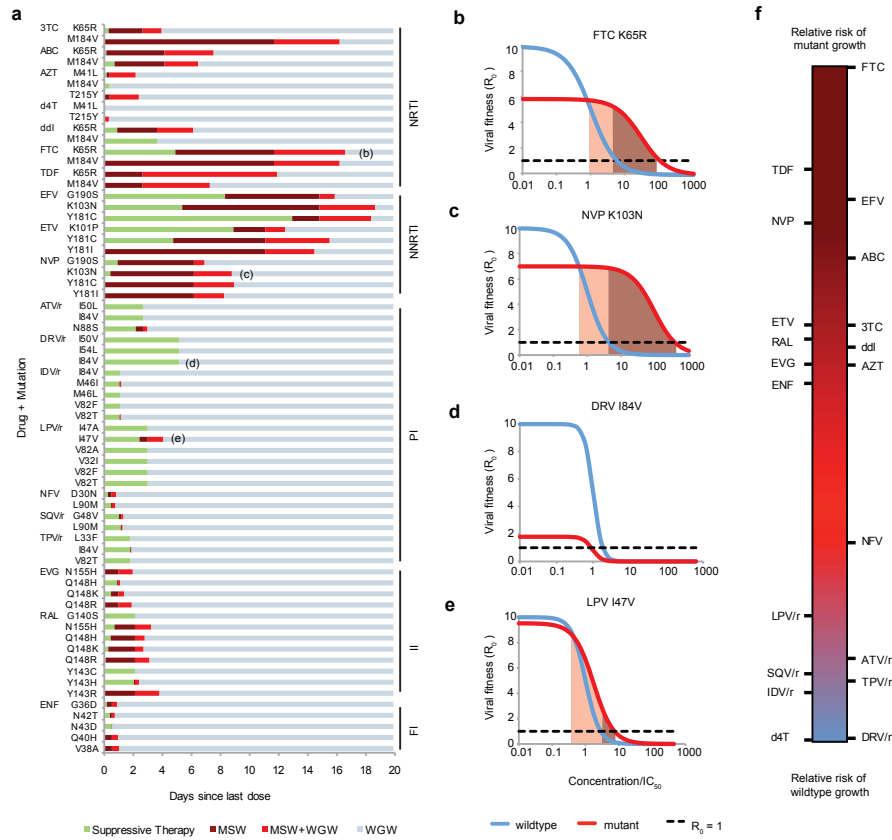 a
3TC K65R
M184V
ABC K65R
M184V
AZT M41L
M184V
T215Y
d4T M41L
T215Y
ddI K65R
M184V
FTC K65R (b)
M184V
TDF K65R
M184V
NRTI
EFV G190S
K103N
Y181C
ETV K101P
Y181C
Y181I
NVP G190S
K103N (c)
Y181C
Y181I
NNRTI
ATV/r I50L
I84V
N88S
DRV/r I50V
I54L
I84V (d)
IDV/r I84V
M46I
M46L
V82F
V82T
LPV/r I47A
I47V (e)
V82A
V32I
V82F
V82T
NFV D30N
L90M
SQV/r G48V
L90M
TPV/r L33F
I84V
V82T
PI
EVG N155H
Q148H
Q148K
Q148R
RAL G140S
N155H
Q148H
Q148K
Q148R
Y143C
Y143H
Y143R
II
ENF G36D
N42T
N43D
Q40H
V38A
FI
Drug + Mutation
0 2 4 6 8 10 12 14 16 18 20
Days since last dose
Suppressive Therapy MSW MSW+WGW WGW
b
FTC K65R
Viral fitness (R0)
10
8
6
4
2
0
0.01 0.1 1 10 100 1000
c
NVP K103N
Viral fitness (R0)
10
8
6
4
2
0
0.01 0.1 1 10 100 1000
d
DRV I84V
Viral fitness (R0)
10
8
6
4
2
0
0.01 0.1 1 10 100 1000
e
LPV I47V
Viral fitness (R0)
10
8
6
4
2
0
0.01 0.1 1 10 100 1000
Concentration/IC50
wildtype mutant R0 = 1
f
Relative risk of
mutant growth
FTC
TDF
EFV
NVP
ABC
ETV 3TC
RAL ddI
EVG AZT
ENF
NFV
LPV/r
ATV/r
SQV/r TPV/r
IDV/r
d4T DRV/r
Relative risk of
wildtype growth